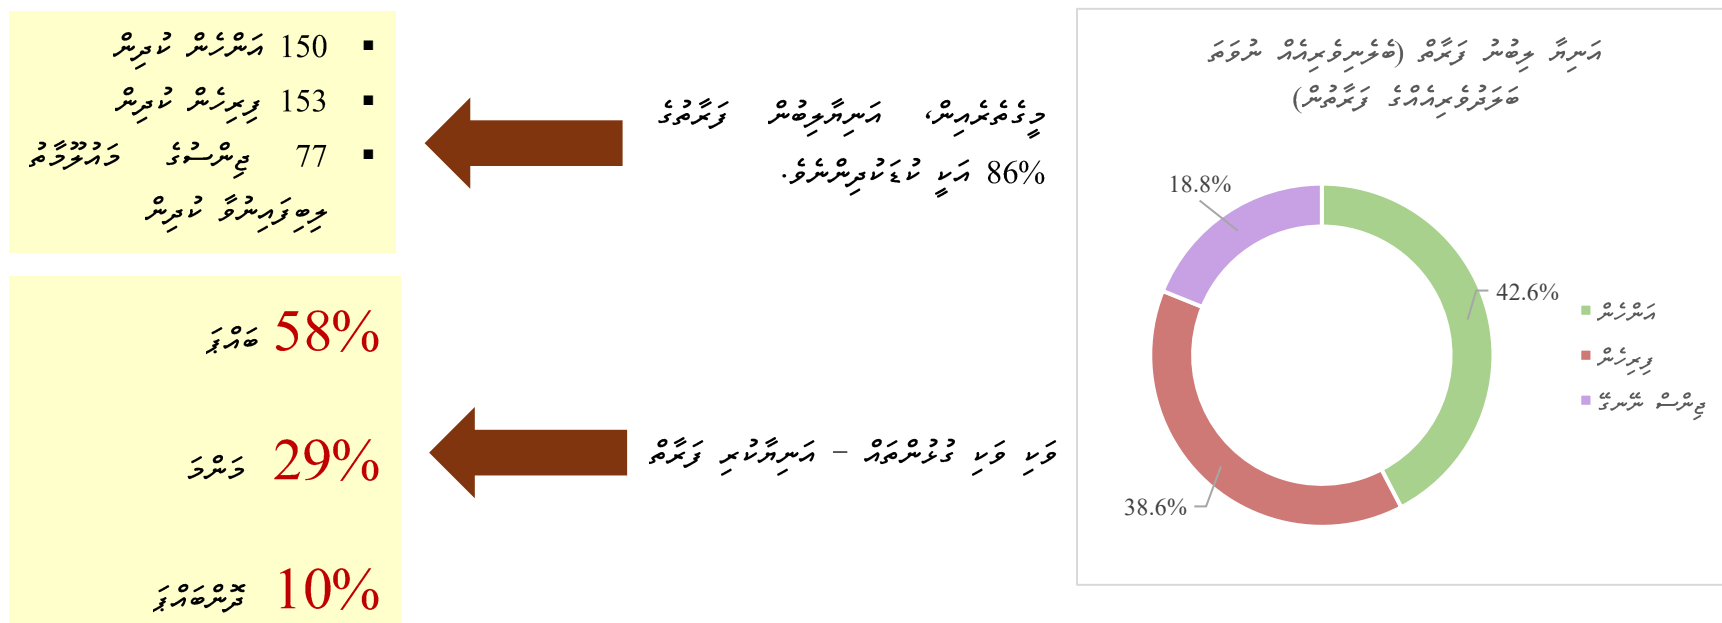 އަނިޔާ ލިބުނު ފަރާތް (ބެލެނިވެރިއެއް ނުވަތަ
ބަލަދުވެރިއެއްގެ ފަރާތުން)
18.8%
42.6%
38.6%
އަންހެން
ފިރިހެން
ޖިންސް ނޭނގޭ
މީގެތެރެއިން، އަނިޔާލިބުން ފަރާތުގެ
86% އަކީ ކުޑަކުދިންނެވެ.
▪ 150 އަންހެން ކުދިން
▪ 153 ފިރިހެން ކުދިން
▪ 77 ޖިންސުގެ މައުލޫމާތު
ލިބިފައިނުވާ ކުދިން
ވަކި ވަކި ގުޅުންތައް – އަނިޔާކުރި ފަރާތް
58% ބައްޕަ
29% މަންމަ
10% ދޮންބައްޕަ